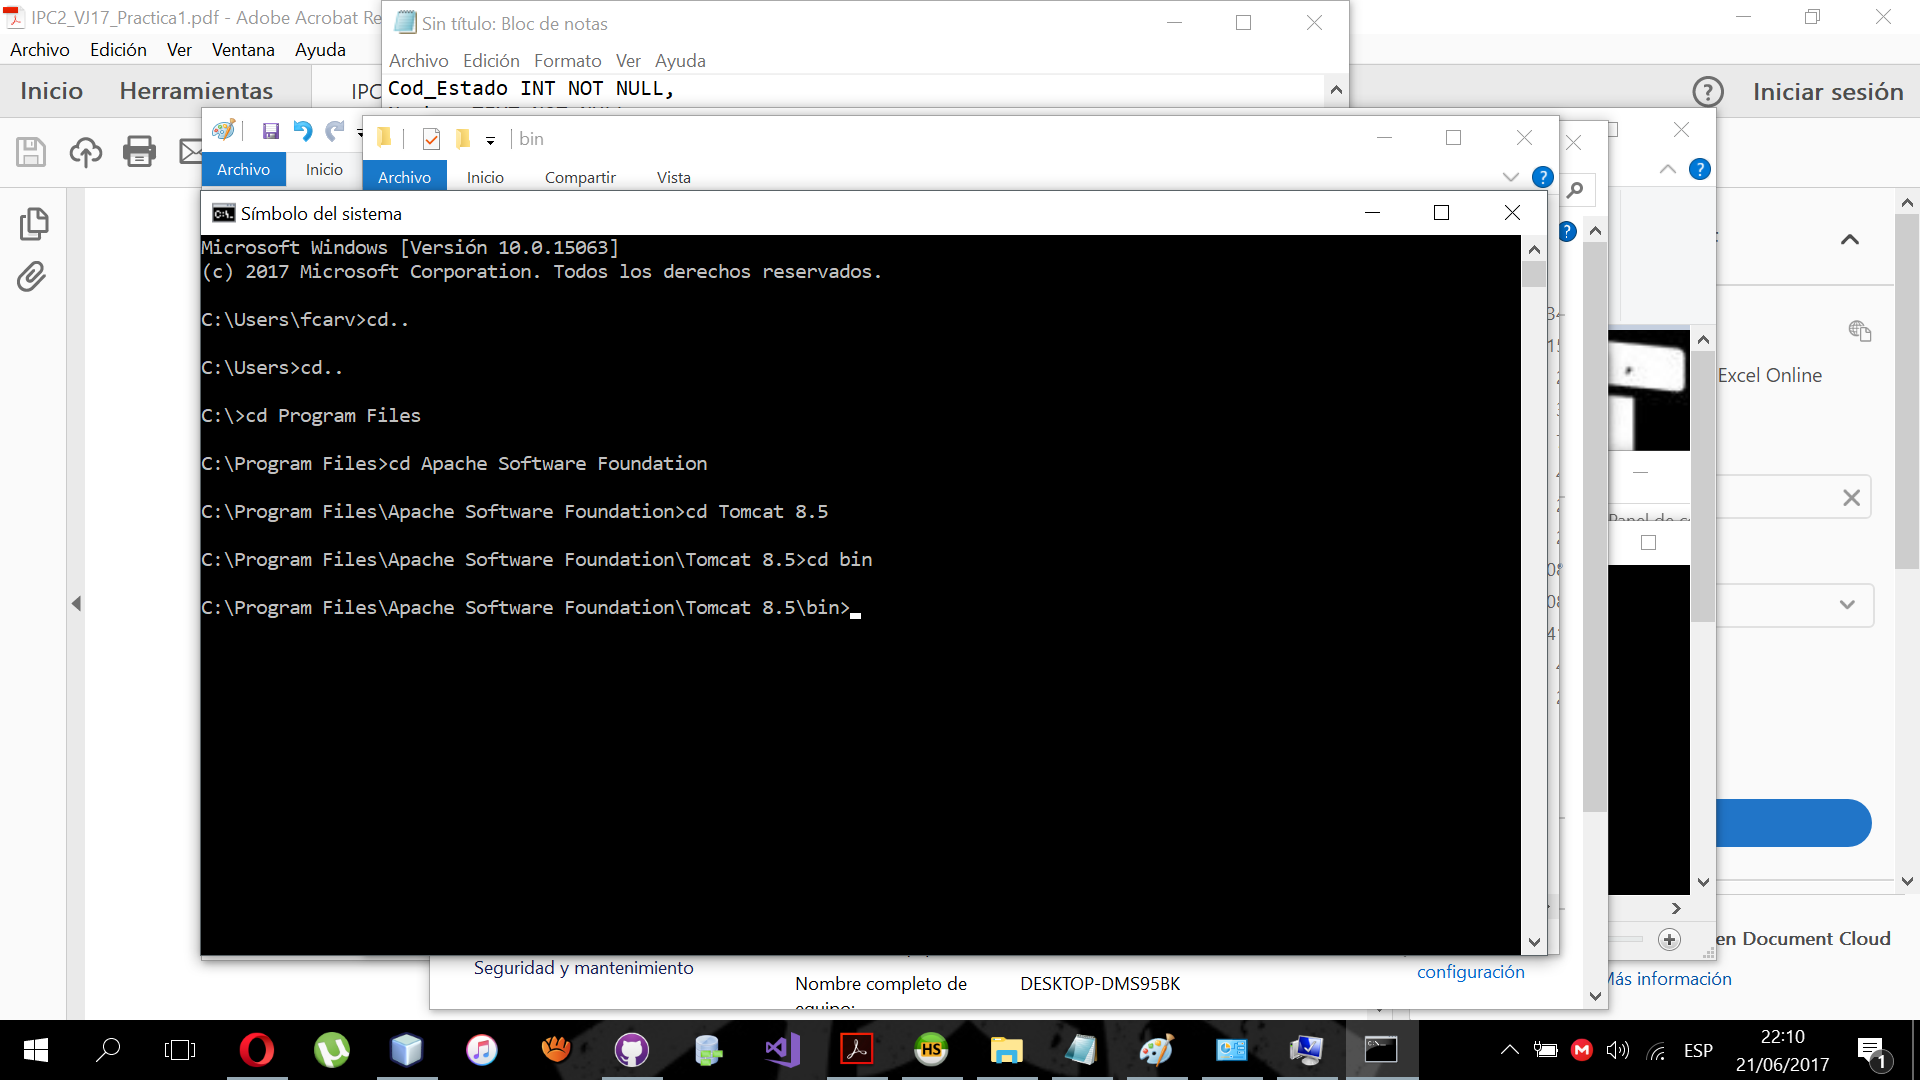 IPC2_VJ17_Practica1.pdf - Adobe Acrobat Re
Archivo Edición Ver Ventana Ayuda
Inicio Herramientas IPC
Iniciar sesión
Sin título: Bloc de notas
Archivo Edición Formato Ver Ayuda
Cod_Estado INT NOT NULL,
Archivo Inicio
bin
Archivo Inicio Compartir Vista
Símbolo del sistema
Microsoft Windows [Versión 10.0.15063]
(c) 2017 Microsoft Corporation. Todos los derechos reservados.
C:\Users\fcarv>cd..
C:\Users>cd..
C:\>cd Program Files
C:\Program Files>cd Apache Software Foundation
C:\Program Files\Apache Software Foundation>cd Tomcat 8.5
C:\Program Files\Apache Software Foundation\Tomcat 8.5>cd bin
C:\Program Files\Apache Software Foundation\Tomcat 8.5\bin>
Excel Online
en Document Cloud
Más información
Seguridad y mantenimiento
Nombre completo de
equipo:
DESKTOP-DMS95BK
configuración
HS
ESP
22:10
21/06/2017
1